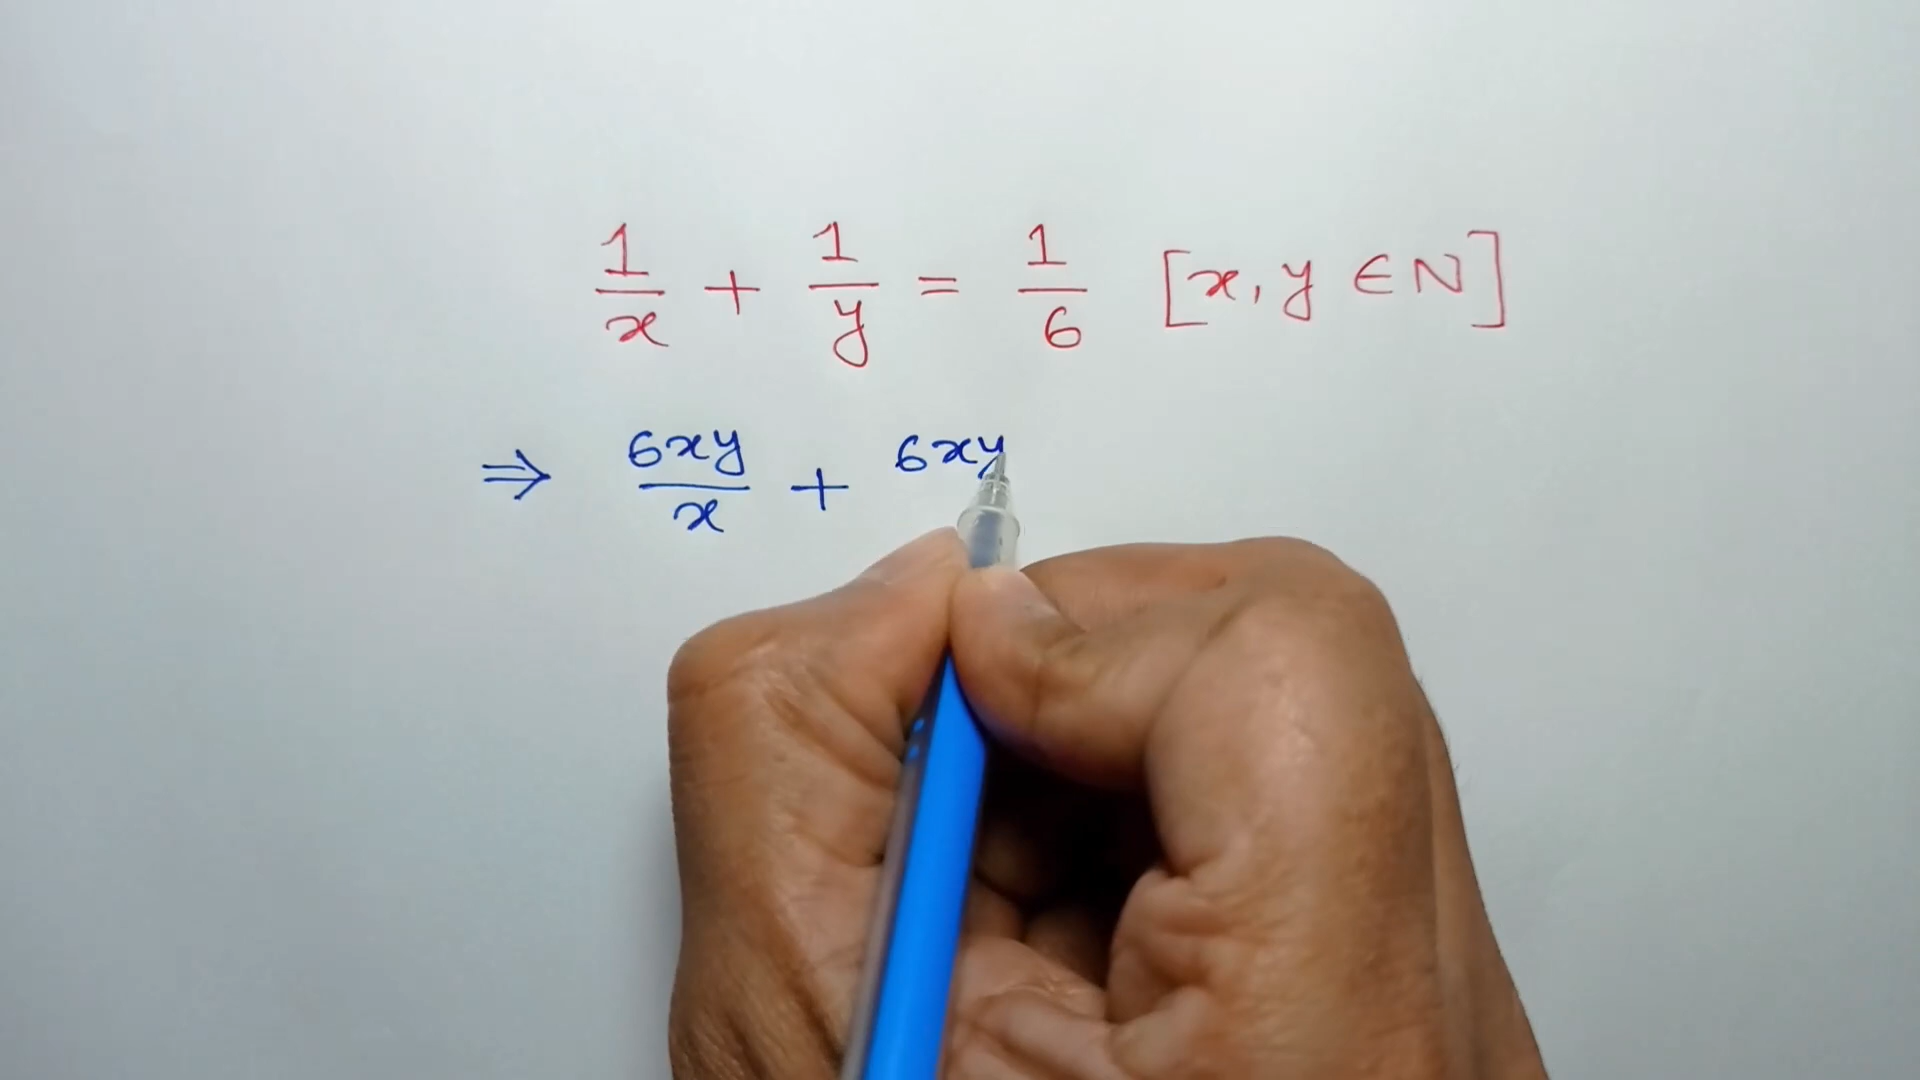 1/x + 1/y = 1/6 [x, y ∈ N]
⇒ 6xy/x + 6xy